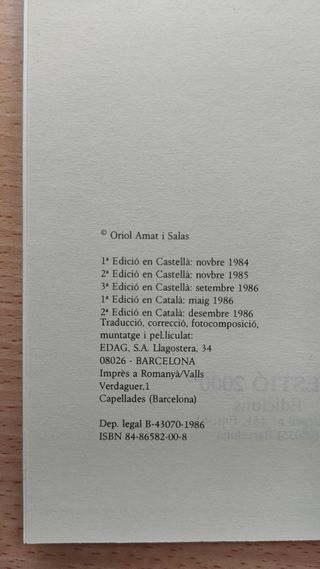 © Oriol Amat i Salas
1ª Edició en Castellà: novbre 1984
2ª Edició en Castellà: novbre 1985
3ª Edició en Castellà: setembre 1986
1ª Edició en Català: maig 1986
2ª Edició en Català: desembre 1986
Traducció, correcció, fotocomposició,
muntatge i pel.liculat:
EDAG, S.A. Llagostera, 34
08026 - BARCELONA
Imprès a Romanyà/Valls
Verdaguer,1
Capellades (Barcelona)
Dep. legal B-43070-1986
ISBN 84-86582-00-8